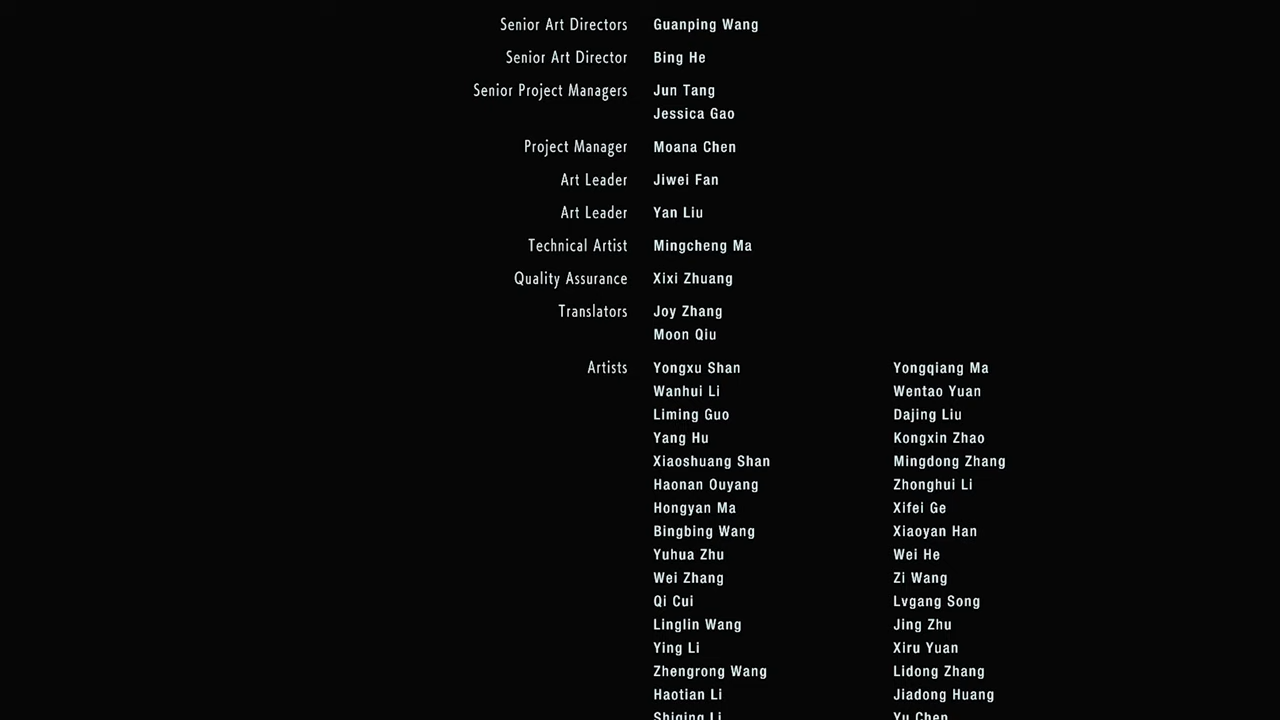 Senior Art Directors Guanping Wang
Senior Art Director Bing He
Senior Project Managers Jun Tang
Jessica Gao
Project Manager Moana Chen
Art Leader Jiwei Fan
Art Leader Yan Liu
Technical Artist Mingcheng Ma
Quality Assurance Xixi Zhuang
Translators Joy Zhang
Moon Qiu
Artists Yongxu Shan Yongqiang Ma
Wanhui Li Wentao Yuan
Liming Guo Dajing Liu
Yang Hu Kongxin Zhao
Xiaoshuang Shan Mingdong Zhang
Haonan Ouyang Zhonghui Li
Hongyan Ma Xifei Ge
Bingbing Wang Xiaoyan Han
Yuhua Zhu Wei He
Wei Zhang Zi Wang
Qi Cui Lvgang Song
Linglin Wang Jing Zhu
Ying Li Xiru Yuan
Zhengrong Wang Lidong Zhang
Haotian Li Jiadong Huang
Shiqing Li Yu Chen